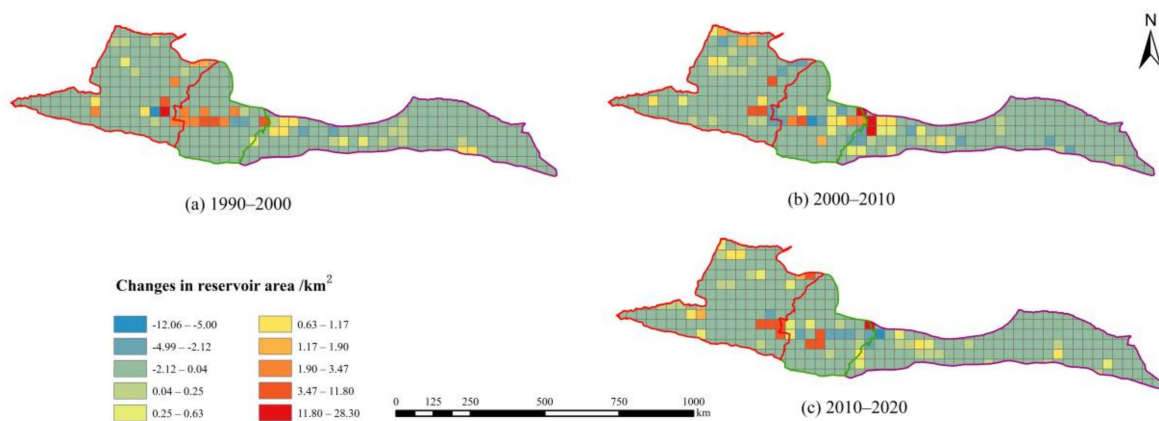 N
(a) 1990–2000
(b) 2000–2010
Changes in reservoir area /km²
-12.06 – -5.00
-4.99 – -2.12
-2.12 – 0.04
0.04 – 0.25
0.25 – 0.63
0.63 – 1.17
1.17 – 1.90
1.90 – 3.47
3.47 – 11.80
11.80 – 28.30
0 125 250 500 750 1000
km
(c) 2010–2020